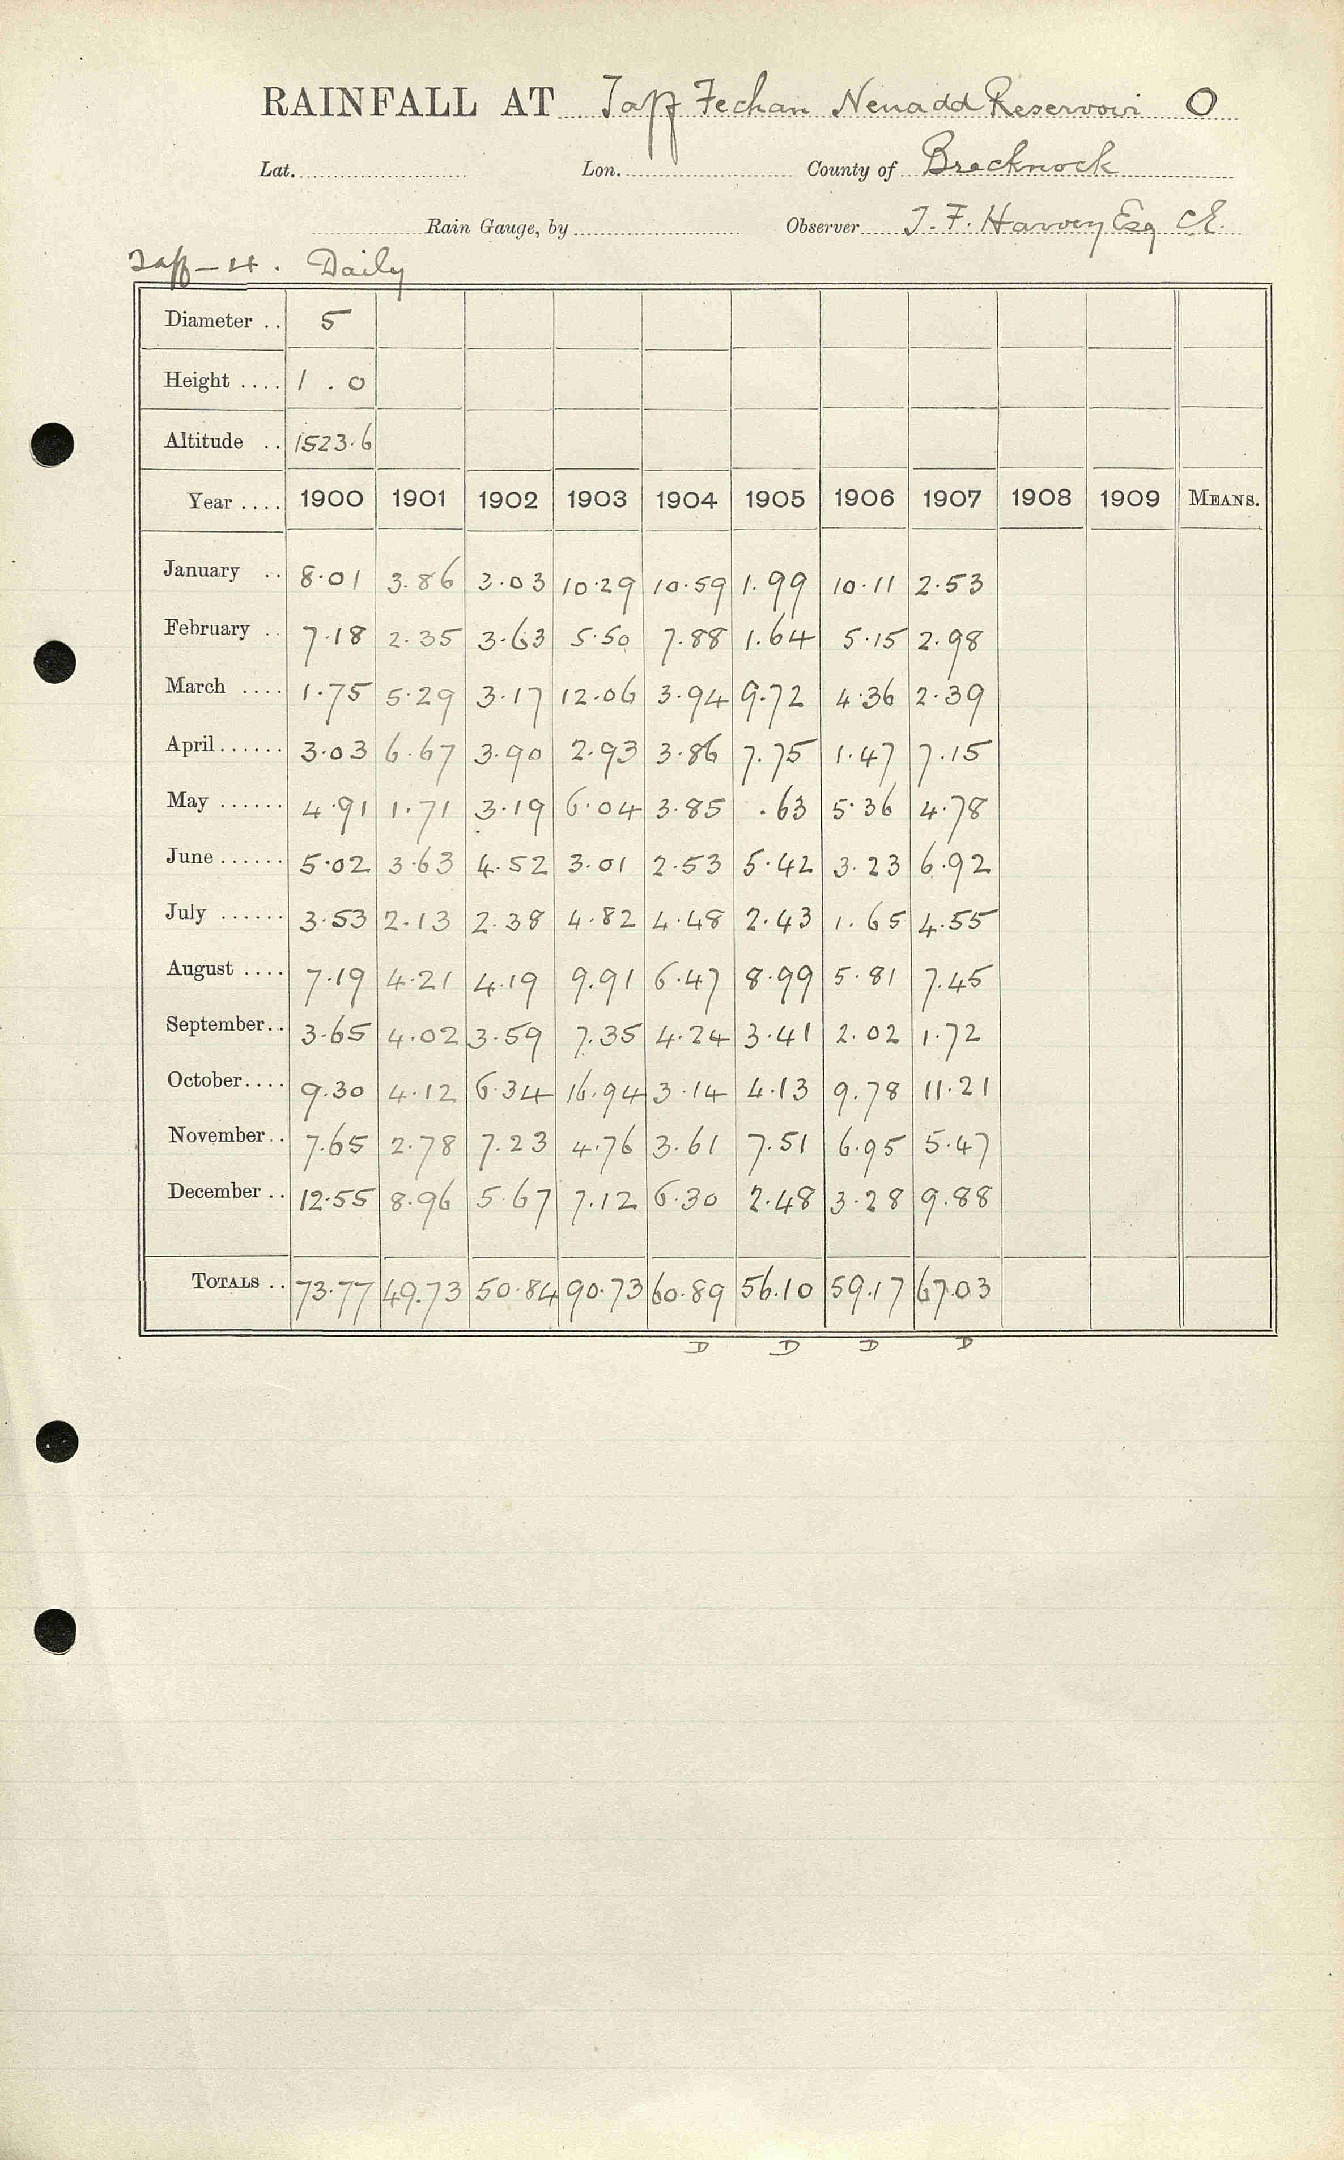 RAINFALL AT Taff Fechan Neuadd Reservoir O
Lat. Lon. County of Brecknock
Rain Gauge, by Observer T. F. Harvey Esq CE.
Taff - 4. Daily
Diameter .. 5
Height .... 1 . 0
Altitude .. 1523.6
Year .... 1900 1901 1902 1903 1904 1905 1906 1907 1908 1909 MEANS.
January .. 8.01 3.86 3.03 10.29 10.59 1.99 10.11 2.53
February .. 7.18 2.35 3.63 5.50 7.88 1.64 5.15 2.98
March .... 1.75 5.29 3.17 12.06 3.94 9.72 4.36 2.39
April ...... 3.03 6.67 3.90 2.93 3.86 7.75 1.47 7.15
May ...... 4.91 1.71 3.19 6.04 3.85 .63 5.36 4.78
June ...... 5.02 3.63 4.52 3.01 2.53 5.42 3.23 6.92
July ...... 3.53 2.13 2.38 4.82 4.48 2.43 1.65 4.55
August .... 7.19 4.21 4.19 9.91 6.47 8.99 5.81 7.45
September.. 3.65 4.02 3.59 7.35 4.24 3.41 2.02 1.72
October.... 9.30 4.12 6.34 16.94 3.14 4.13 9.78 11.21
November.. 7.65 2.78 7.23 4.76 3.61 7.51 6.95 5.47
December .. 12.55 8.96 5.67 7.12 6.30 2.48 3.28 9.88
TOTALS .. 73.77 49.73 50.84 90.73 60.89 56.10 59.17 67.03
D D D D